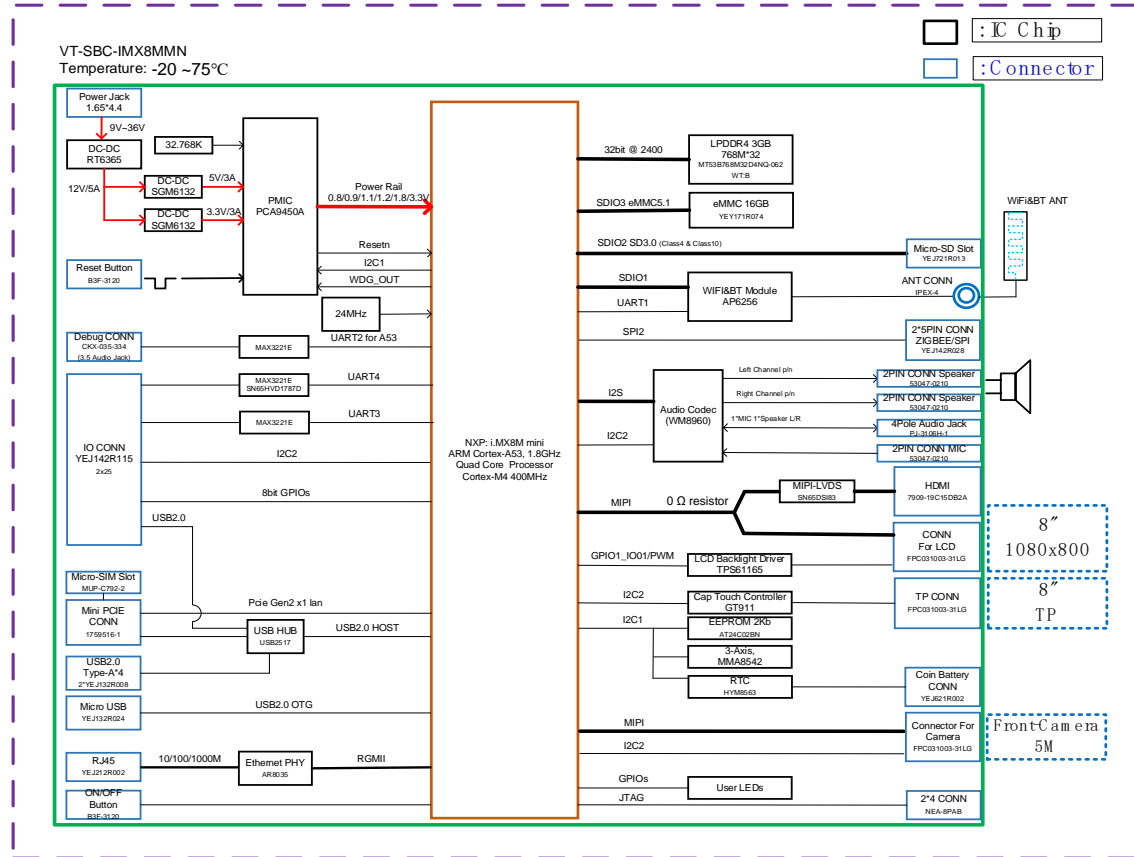 VT-SBC-IMX8MMN
Temperature: -20 ~75℃
: IC Chip
:Connector
Power Jack
1.65*4.4
9V~36V
DC-DC
RT6365
12V/5A
DC-DC
SGM6132
5V/3A
DC-DC
SGM6132
3.3V/3A
32.768K
PMIC
PCA9450A
Power Rail
0.8/0.9/1.1/1.2/1.8/3.3V
Resetn
I2C1
WDG_OUT
24MHz
Reset Button
B3F-3120
Debug CONN
CKX-035-334
(3.5 Audio Jack)
MAX3221E
UART2 for A53
IO CONN
YEJ142R115
2x25
MAX3221E
SN65HVD1787D
UART4
MAX3221E
UART3
I2C2
8bit GPIOs
USB2.0
Micro-SIM Slot
MUP-C792-2
Mini PCIE
CONN
1759516-1
Pcie Gen2 x1 lan
USB HUB
USB2517
USB2.0 HOST
USB2.0
Type-A*4
2*YEJ132R008
Micro USB
YEJ132R024
USB2.0 OTG
RJ45
YEJ212R002
10/100/1000M
Ethernet PHY
AR8035
RGMII
ON/OFF
Button
B3F-3120
NXP: i.MX8M mini
ARM Cortex-A53, 1.8GHz
Quad Core Processor
Cortex-M4 400MHz
32bit @ 2400
LPDDR4 3GB
768M*32
MT53B768M32D4NQ-062
WT:B
SDIO3 eMMC5.1
eMMC 16GB
YEY171R074
SDIO2 SD3.0 (Class4 & Class10)
Micro-SD Slot
YEJ721R013
WiFi&BT ANT
SDIO1
UART1
WIFI&BT Module
AP6256
ANT CONN
IPEX-4
SPI2
2*5PIN CONN
ZIGBEE/SPI
YEJ142R028
I2S
I2C2
Audio Codec
(WM8960)
Left Channel p/n
2PIN CONN Speaker
53047-0210
Right Channel p/n
2PIN CONN Speaker
53047-0210
1*MIC 1*Speaker L/R
4Pole Audio Jack
PJ-3106H-1
2PIN CONN MIC
53047-0210
MIPI
0 Ω resistor
MIPI-LVDS
SN65DSI83
HDMI
7909-19C15DB2A
CONN
For LCD
FPC031003-31LG
8″
1080x800
GPIO1_IO01/PWM
LCD Backlight Driver
TPS61165
I2C2
Cap Touch Controller
GT911
TP CONN
FPC031003-31LG
8″
TP
I2C1
EEPROM 2Kb
AT24C02BN
3-Axis,
MMA8542
RTC
HYM8563
Coin Battery
CONN
YEJ621R002
MIPI
I2C2
Connector For
Camera
FPC031003-31LG
Front-Camera
5M
GPIOs
User LEDs
JTAG
2*4 CONN
NEA-8PAB